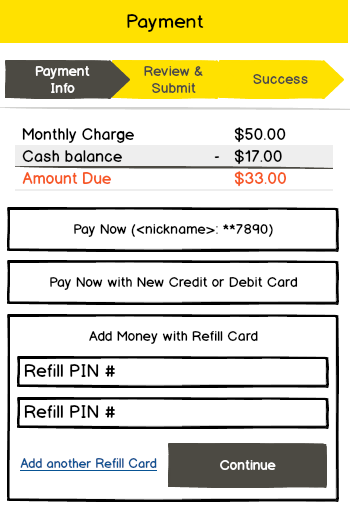 Payment
Payment Info
Review & Submit
Success
Monthly Charge $50.00
Cash balance - $17.00
Amount Due $33.00
Pay Now (<nickname>: **7890)
Pay Now with New Credit or Debit Card
Add Money with Refill Card
Refill PIN #
Refill PIN #
Add another Refill Card
Continue